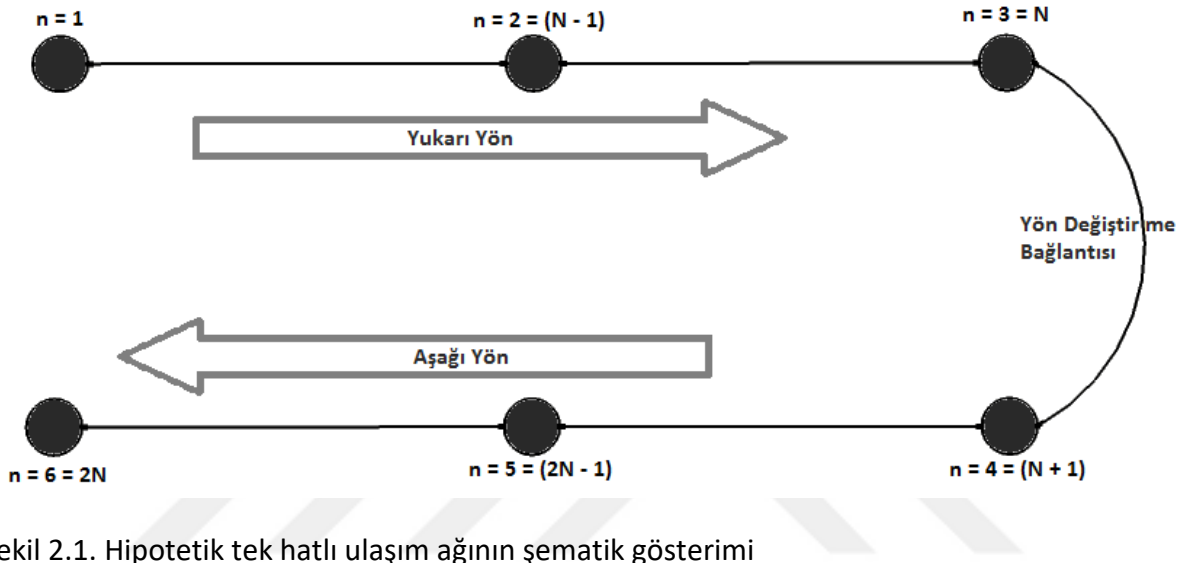 n = 1
n = 2 = (N - 1)
n = 3 = N
Yukarı Yön
Yön Değiştirme
Bağlantısı
Aşağı Yön
n = 6 = 2N
n = 5 = (2N - 1)
n = 4 = (N + 1)
ekil 2.1. Hipotetik tek hatlı ulaşım ağının şematik gösterimi